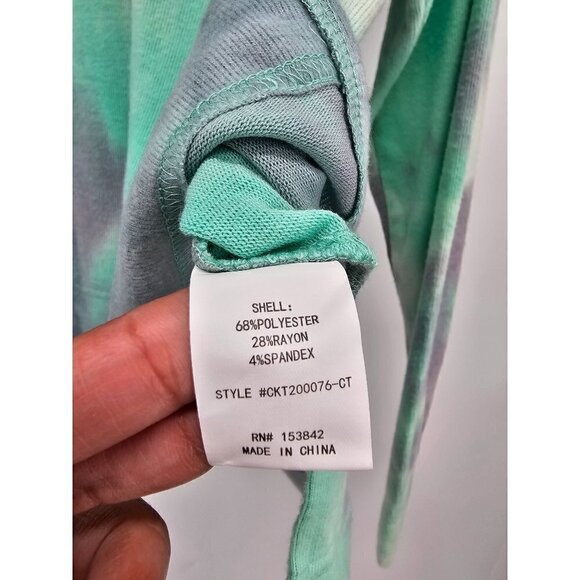 SHELL:
68%POLYESTER
28%RAYON
4%SPANDEX
STYLE #CKT200076-CT
RN# 153842
MADE IN CHINA